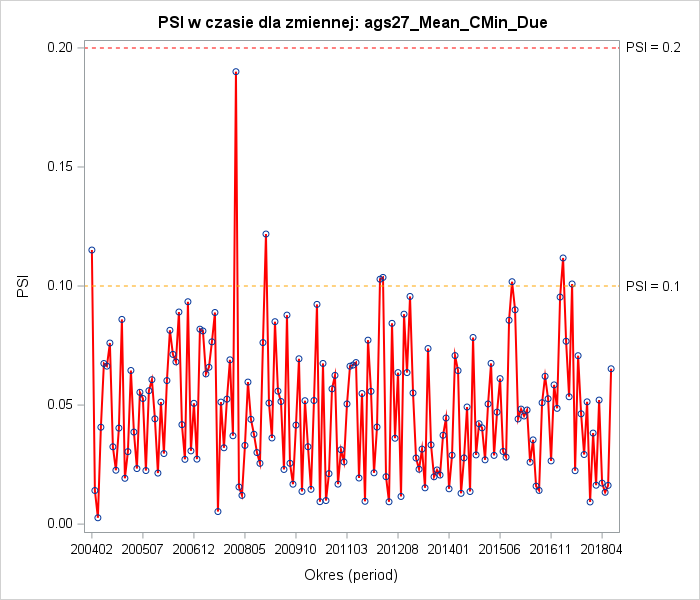 PSI w czasie dla zmiennej: ags27_Mean_CMin_Due
0.20
PSI = 0.2
0.15
0.10
PSI = 0.1
0.05
0.00
PSI
200402 200507 200612 200805 200910 201103 201208 201401 201506 201611 201804
Okres (period)